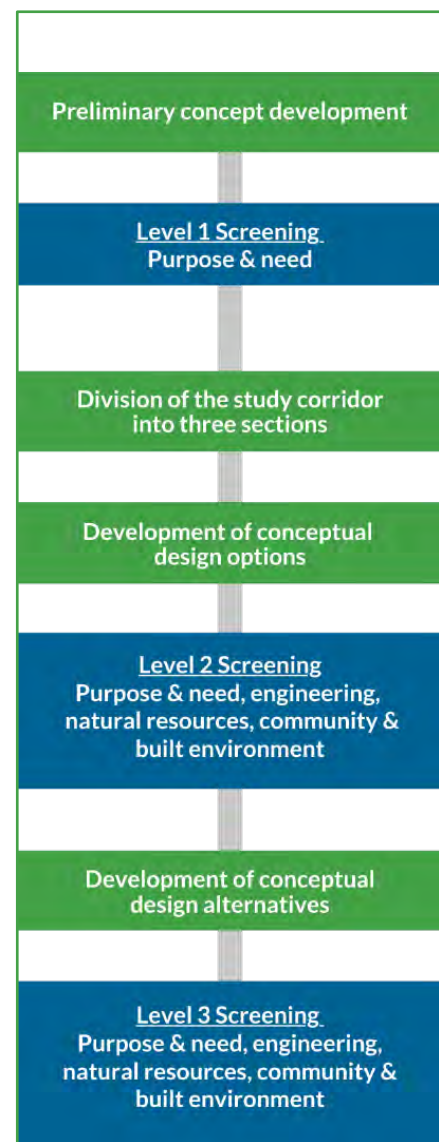 Preliminary concept development
Level 1 Screening
Purpose & need
Division of the study corridor
into three sections
Development of conceptual
design options
Level 2 Screening
Purpose & need, engineering,
natural resources, community &
built environment
Development of conceptual
design alternatives
Level 3 Screening
Purpose & need, engineering,
natural resources, community &
built environment